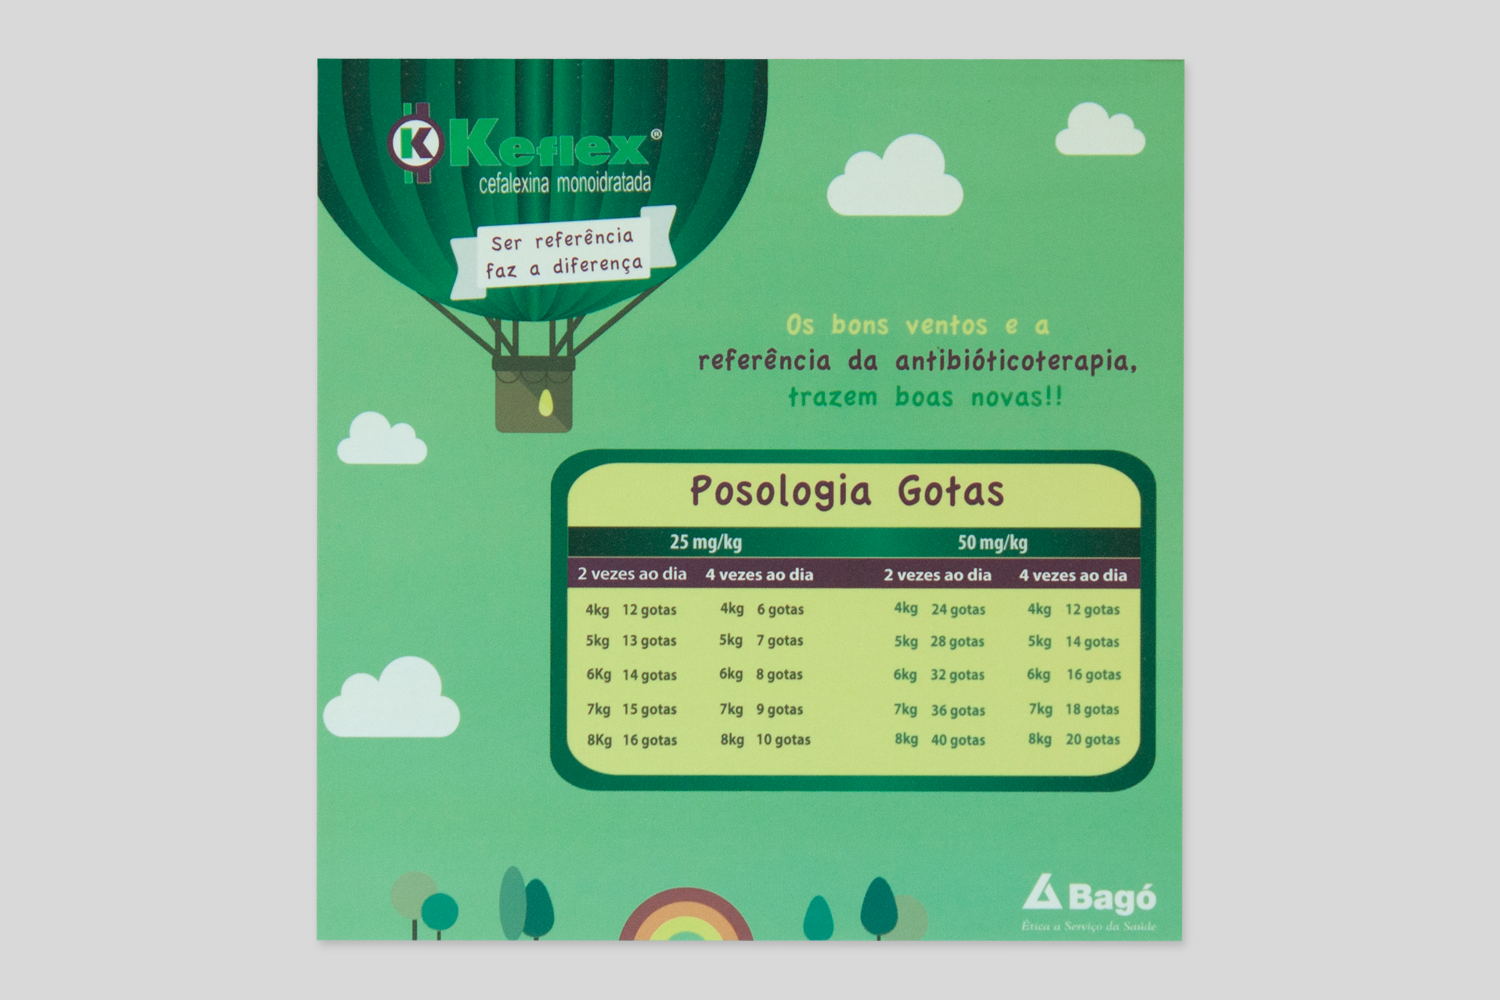 K Keflex®
cefalexina monoidratada
Ser referência
faz a diferença
Os bons ventos e a
referência da antibióticoterapia,
trazem boas novas!!
Posologia Gotas
25 mg/kg 50 mg/kg
2 vezes ao dia 4 vezes ao dia 2 vezes ao dia 4 vezes ao dia
4kg 12 gotas 4kg 6 gotas 4kg 24 gotas 4kg 12 gotas
5kg 13 gotas 5kg 7 gotas 5kg 28 gotas 5kg 14 gotas
6Kg 14 gotas 6kg 8 gotas 6kg 32 gotas 6kg 16 gotas
7kg 15 gotas 7kg 9 gotas 7kg 36 gotas 7kg 18 gotas
8Kg 16 gotas 8kg 10 gotas 8kg 40 gotas 8kg 20 gotas
Bagó
Ética a Serviço da Saúde